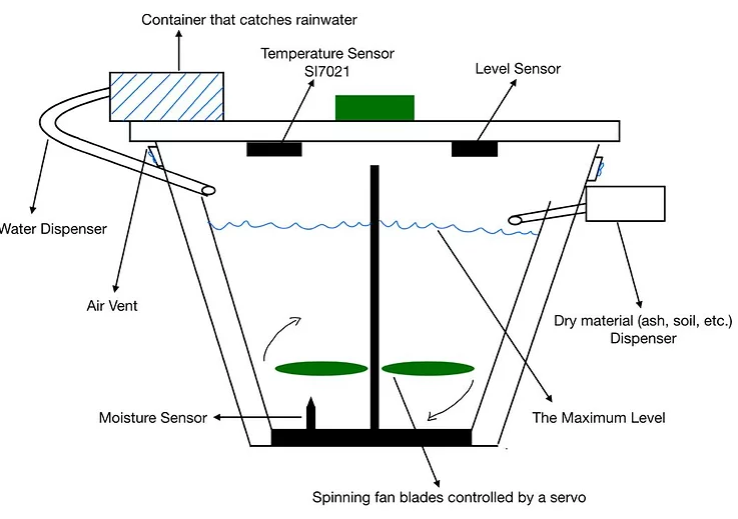 Container that catches rainwater
Temperature Sensor
SI7021
Level Sensor
Water Dispenser
Air Vent
Dry material (ash, soil, etc.)
Dispenser
Moisture Sensor
The Maximum Level
Spinning fan blades controlled by a servo